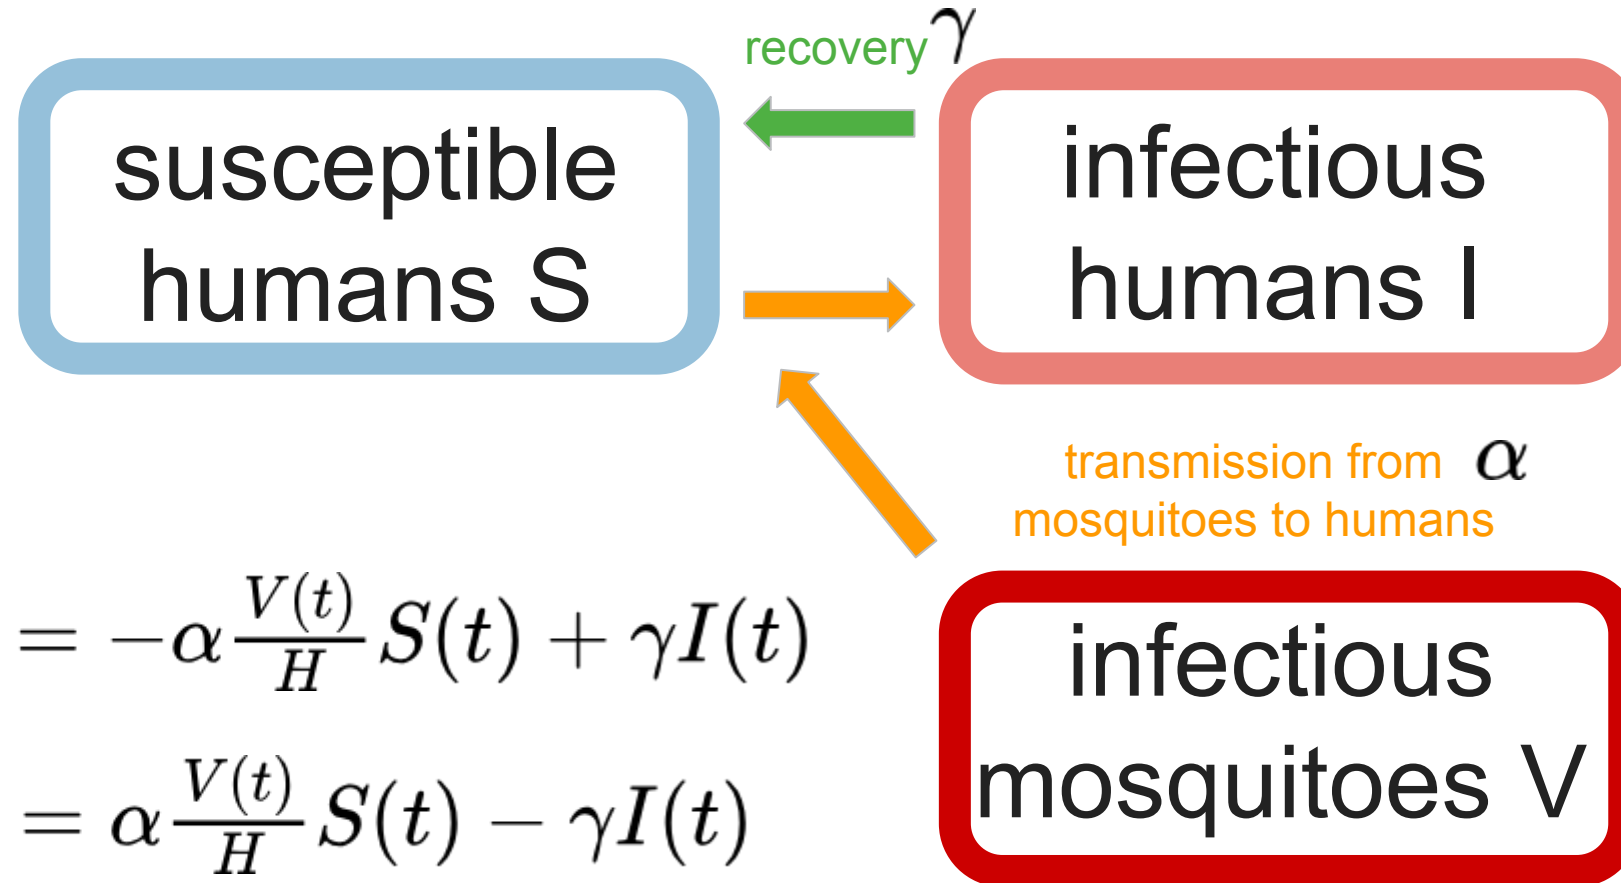 recovery γ
susceptible
humans S
infectious
humans I
transmission from α
mosquitoes to humans
= −α V(t)/H S(t) + γI(t)
= α V(t)/H S(t) − γI(t)
infectious
mosquitoes V